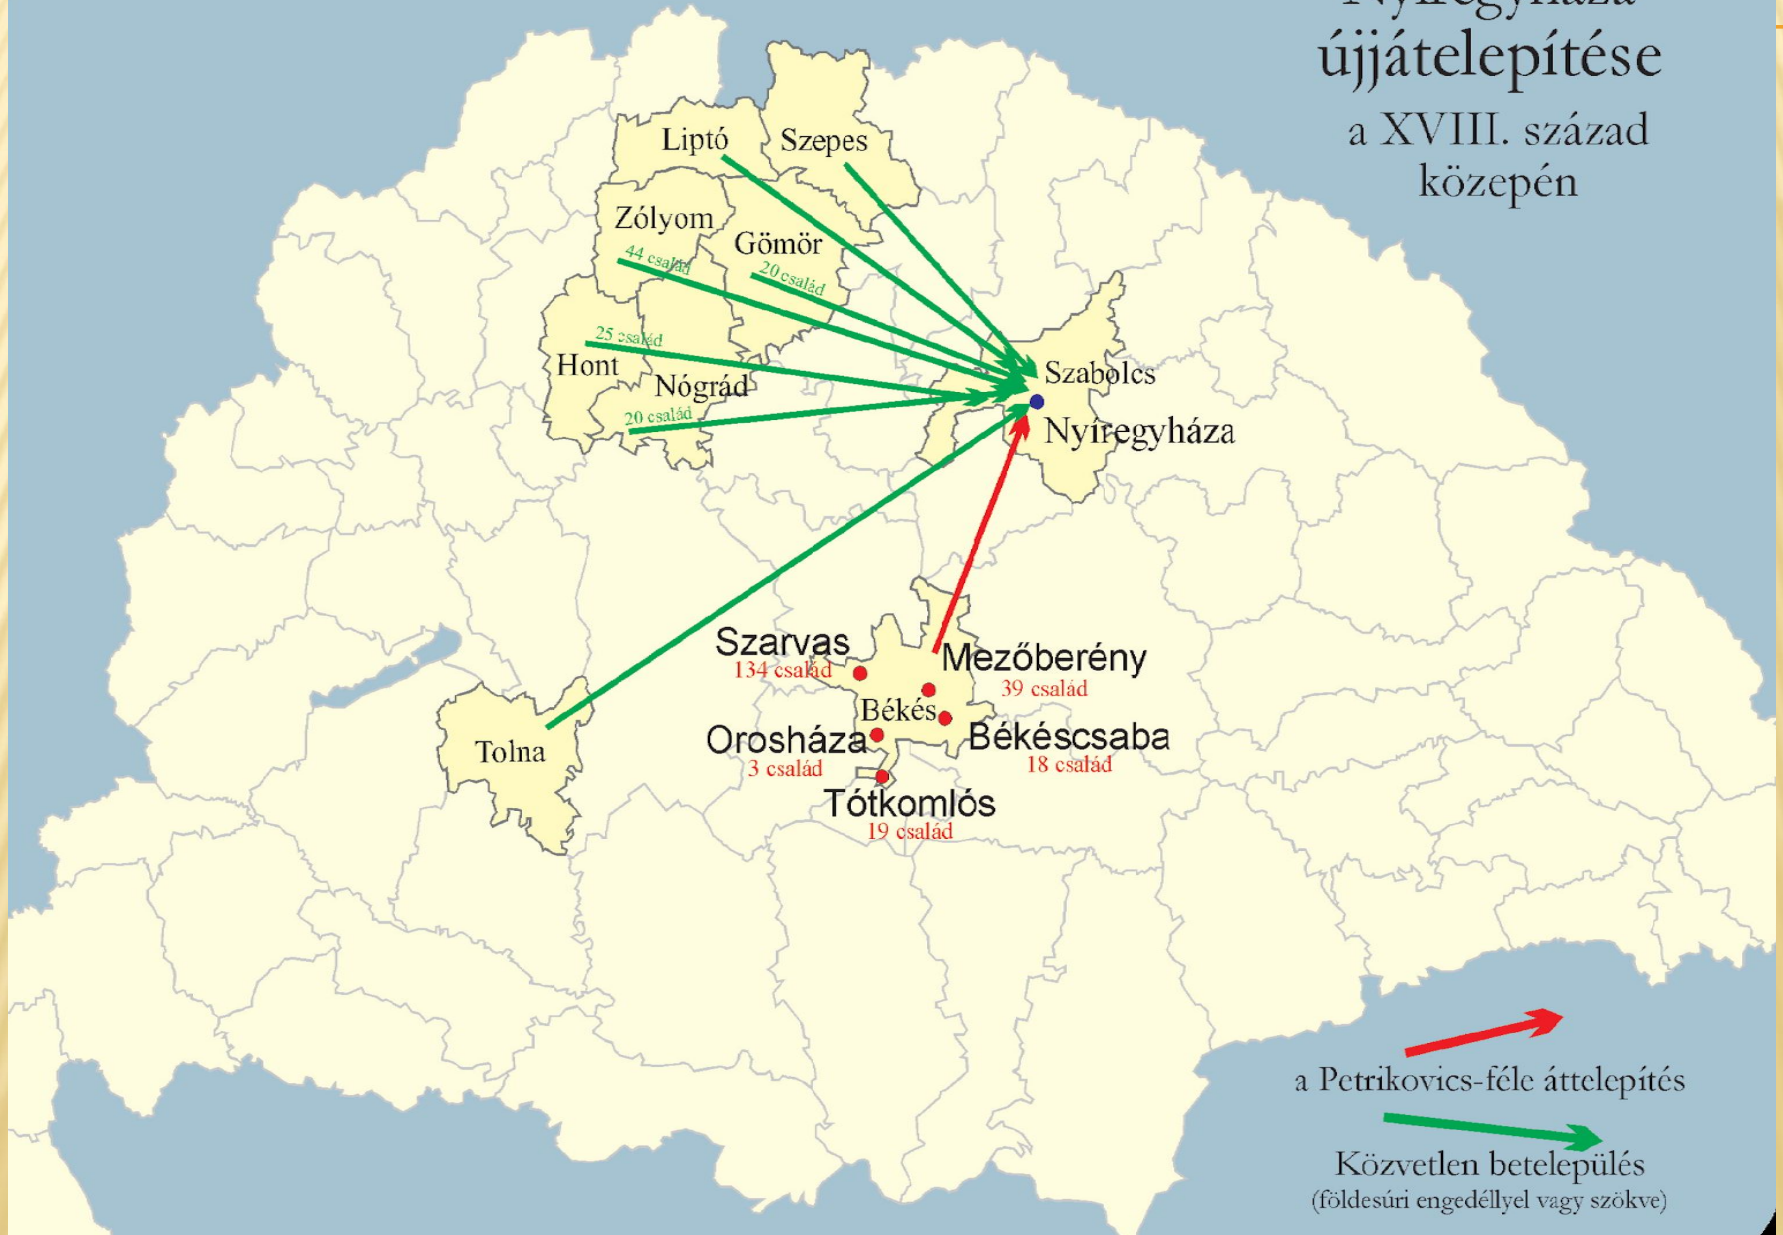 Nyíregyháza
újjátelepítése
a XVIII. század
közepén
Liptó
Szepes
Zólyom
44 család
Gömör
20 család
25 család
Hont
Nógrád
20 család
Szabolcs
Nyíregyháza
Szarvas
134 család
Mezőberény
39 család
Békés
Orosháza
3 család
Békéscsaba
18 család
Tolna
Tótkomlós
19 család
a Petrikovics-féle áttelepítés
Közvetlen betelepülés
(földesúri engedéllyel vagy szökve)